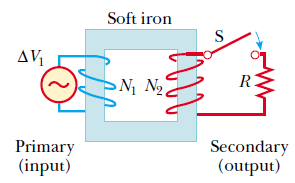 Soft iron
S
ΔV₁
N₁ N₂
R
Primary
(input)
Secondary
(output)